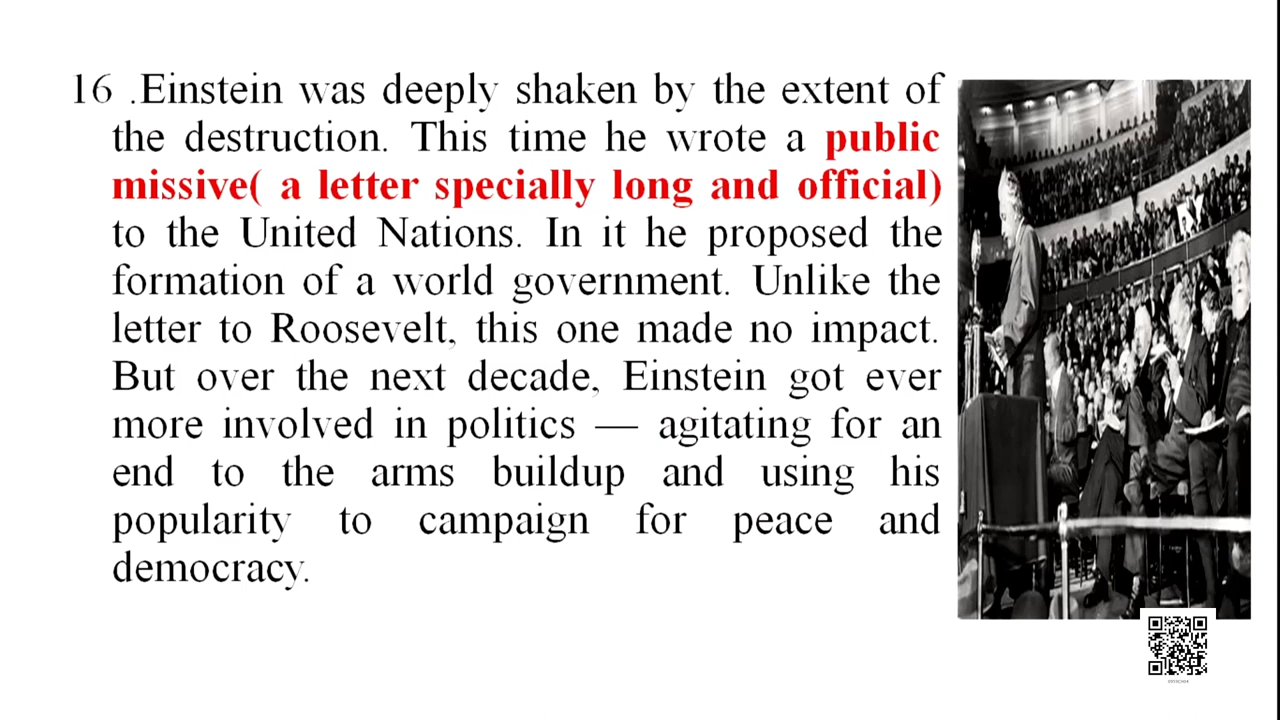 16 .Einstein was deeply shaken by the extent of
the destruction. This time he wrote a public
missive( a letter specially long and official)
to the United Nations. In it he proposed the
formation of a world government. Unlike the
letter to Roosevelt, this one made no impact.
But over the next decade, Einstein got ever
more involved in politics — agitating for an
end to the arms buildup and using his
popularity to campaign for peace and
democracy.